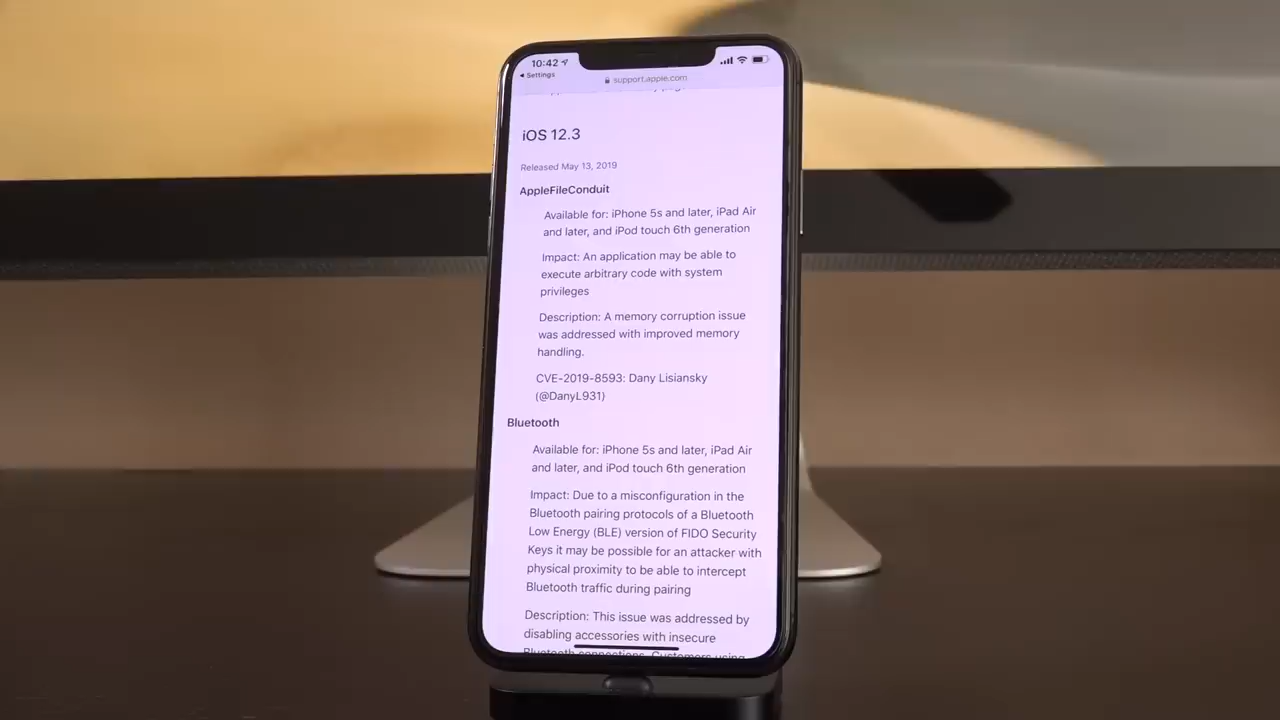 10:42
Settings
support.apple.com
iOS 12.3
Released May 13, 2019
AppleFileConduit
Available for: iPhone 5s and later, iPad Air
and later, and iPod touch 6th generation
Impact: An application may be able to
execute arbitrary code with system
privileges
Description: A memory corruption issue
was addressed with improved memory
handling.
CVE-2019-8593: Dany Lisiansky
(@DanyL931)
Bluetooth
Available for: iPhone 5s and later, iPad Air
and later, and iPod touch 6th generation
Impact: Due to a misconfiguration in the
Bluetooth pairing protocols of a Bluetooth
Low Energy (BLE) version of FIDO Security
Keys it may be possible for an attacker with
physical proximity to be able to intercept
Bluetooth traffic during pairing
Description: This issue was addressed by
disabling accessories with insecure
Bluetooth connections. Customers using